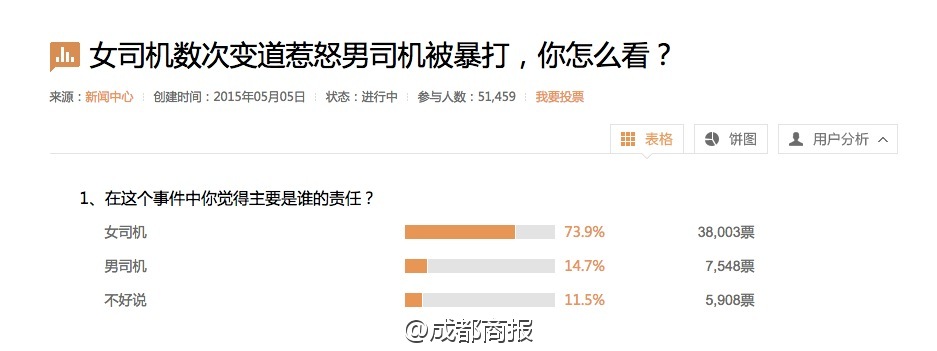 女司机数次变道惹怒男司机被暴打，你怎么看？
来源：新闻中心 创建时间：2015年05月05日 状态：进行中 参与人数：51,459 我要投票
表格 饼图 用户分析
1、在这个事件中你觉得主要是谁的责任？
女司机 73.9% 38,003票
男司机 14.7% 7,548票
不好说 11.5% 5,908票
@成都商报